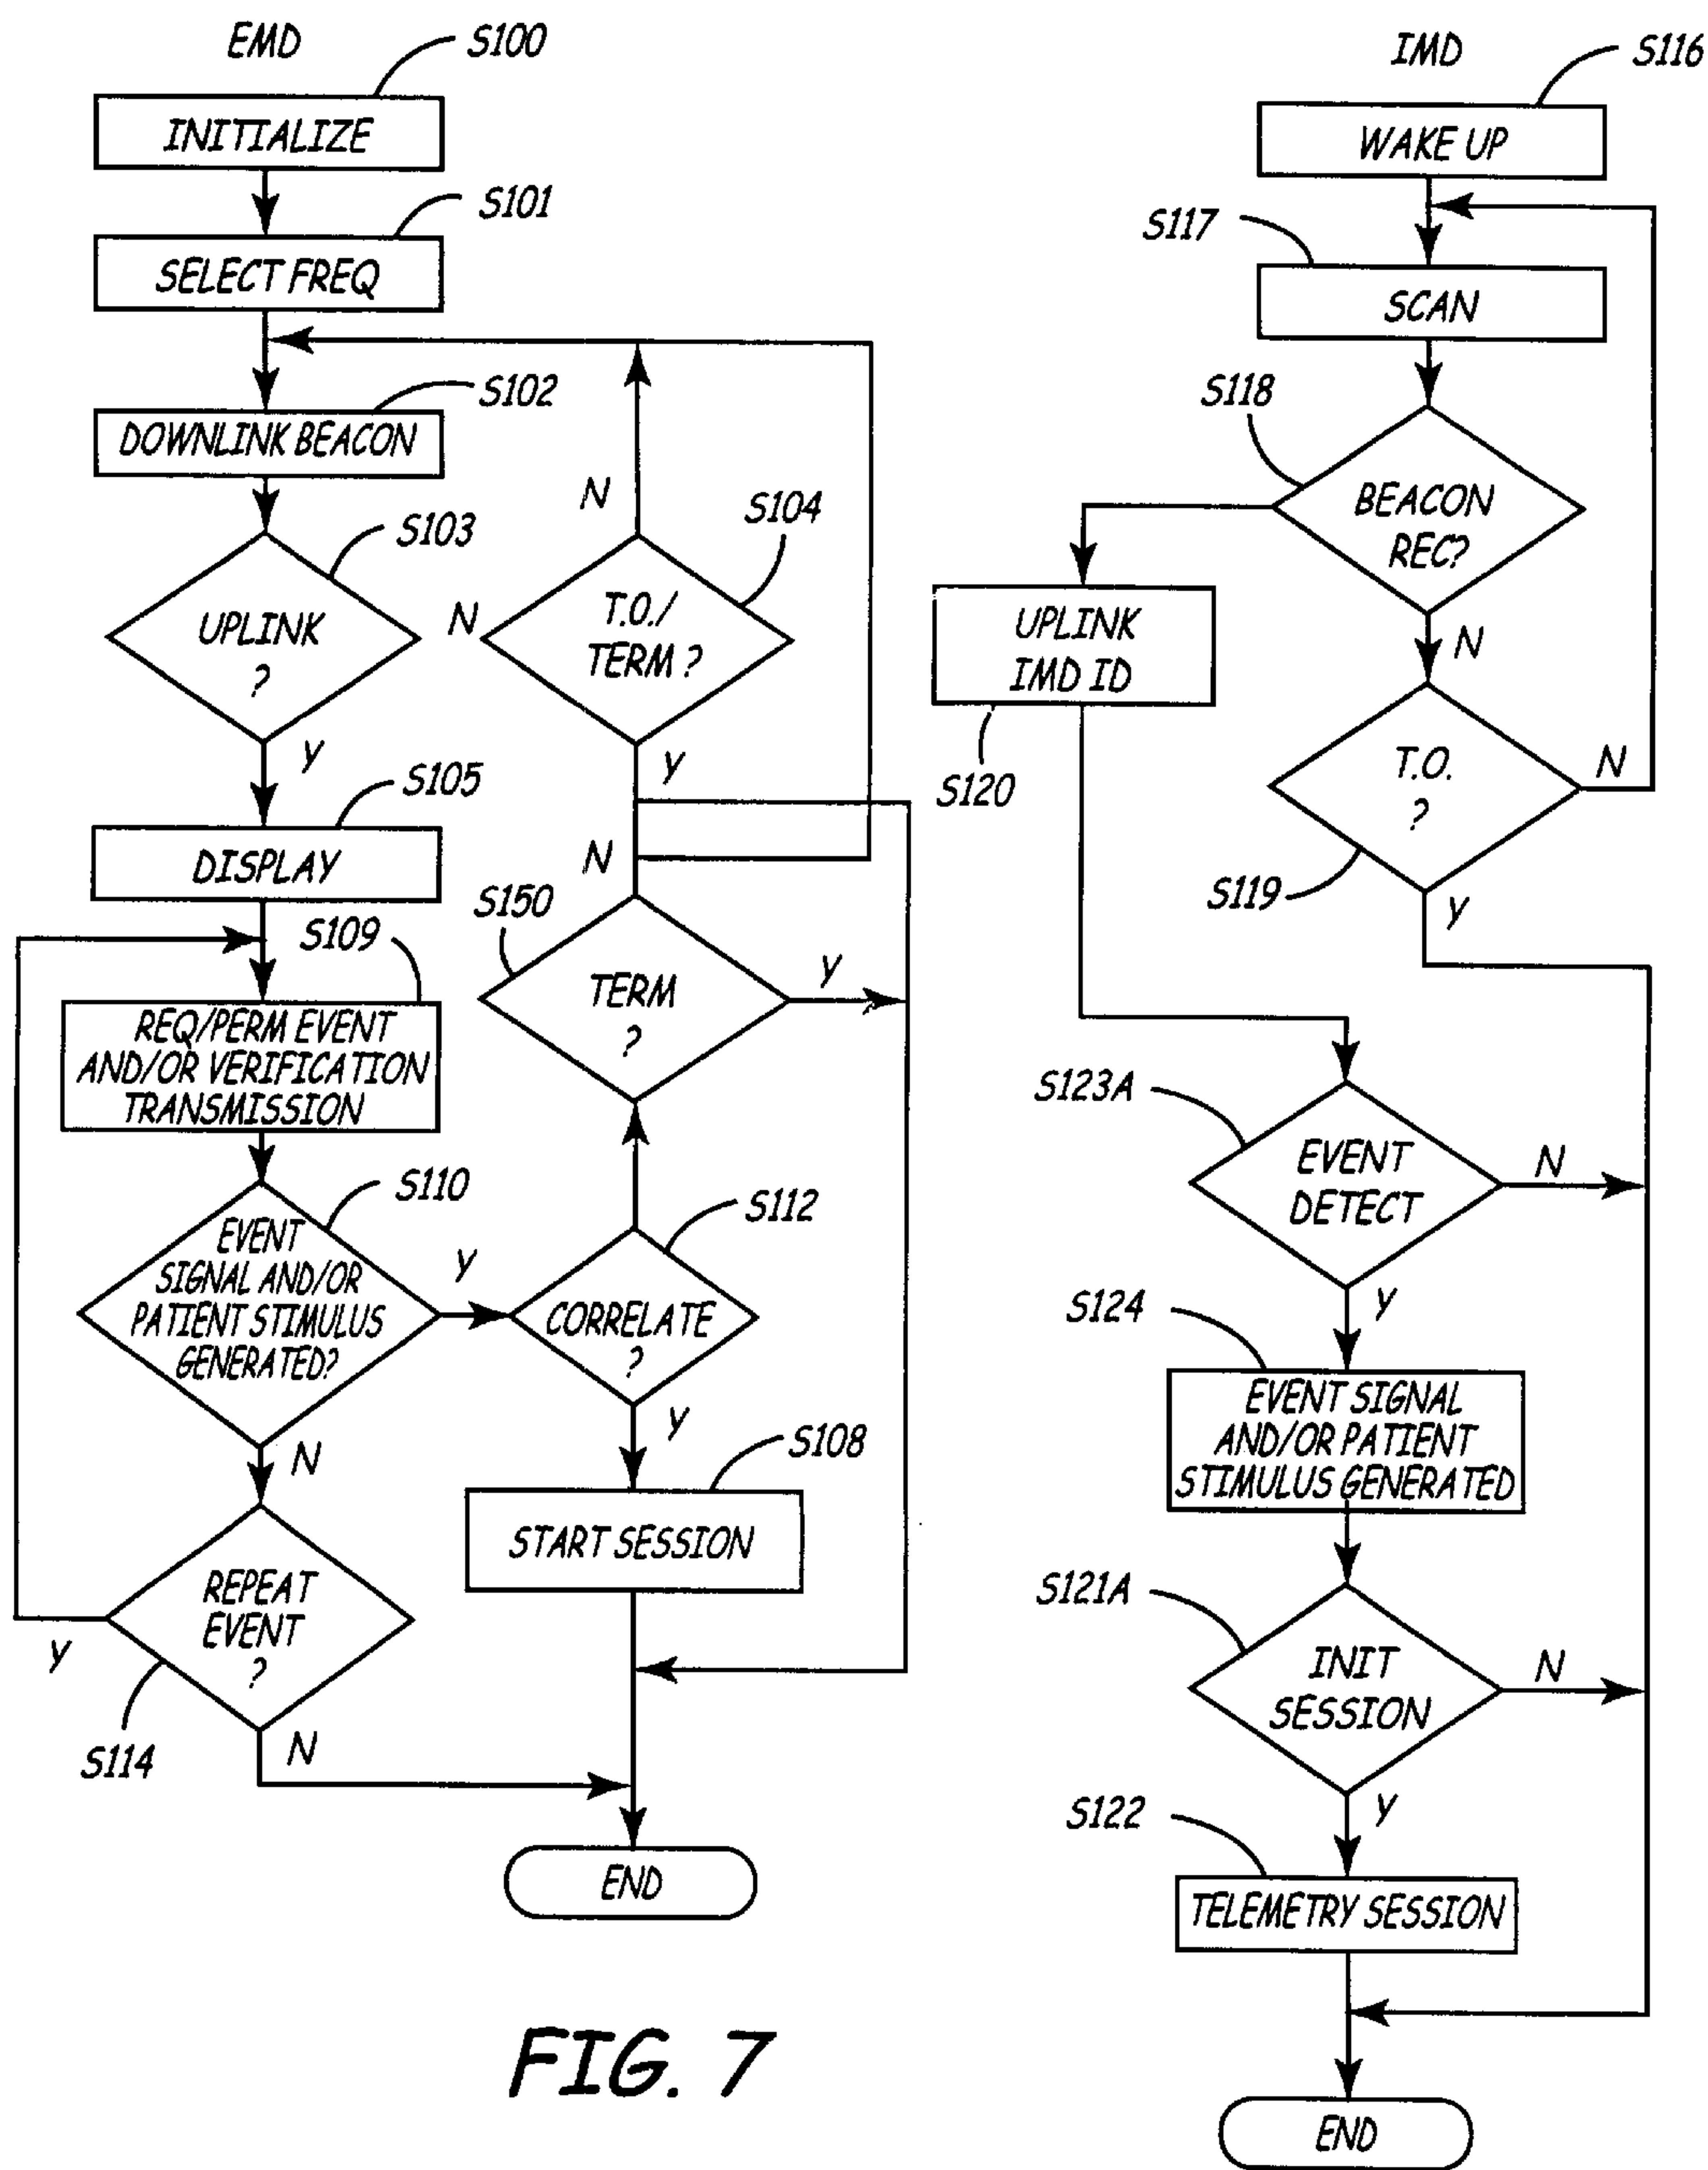 EMD
S100
INITIALIZE
S101
SELECT FREQ
S102
DOWNLINK BEACON
S103
UPLINK
?
N
Y
S104
T.O./
TERM ?
N
Y
S105
DISPLAY
S109
REQ/PERM EVENT
AND/OR VERIFICATION
TRANSMISSION
S150
TERM
?
N
Y
S110
EVENT
SIGNAL AND/OR
PATIENT STIMULUS
GENERATED?
Y
N
S112
CORRELATE
?
Y
S108
START SESSION
REPEAT
EVENT
?
Y
S114
N
END
IMD
S116
WAKE UP
S117
SCAN
S118
BEACON
REC?
N
UPLINK
IMD ID
S120
T.O.
?
N
S119
Y
S123A
EVENT
DETECT
N
Y
S124
EVENT SIGNAL
AND/OR PATIENT
STIMULUS GENERATED
S121A
INIT
SESSION
N
Y
S122
TELEMETRY SESSION
END
FIG. 7